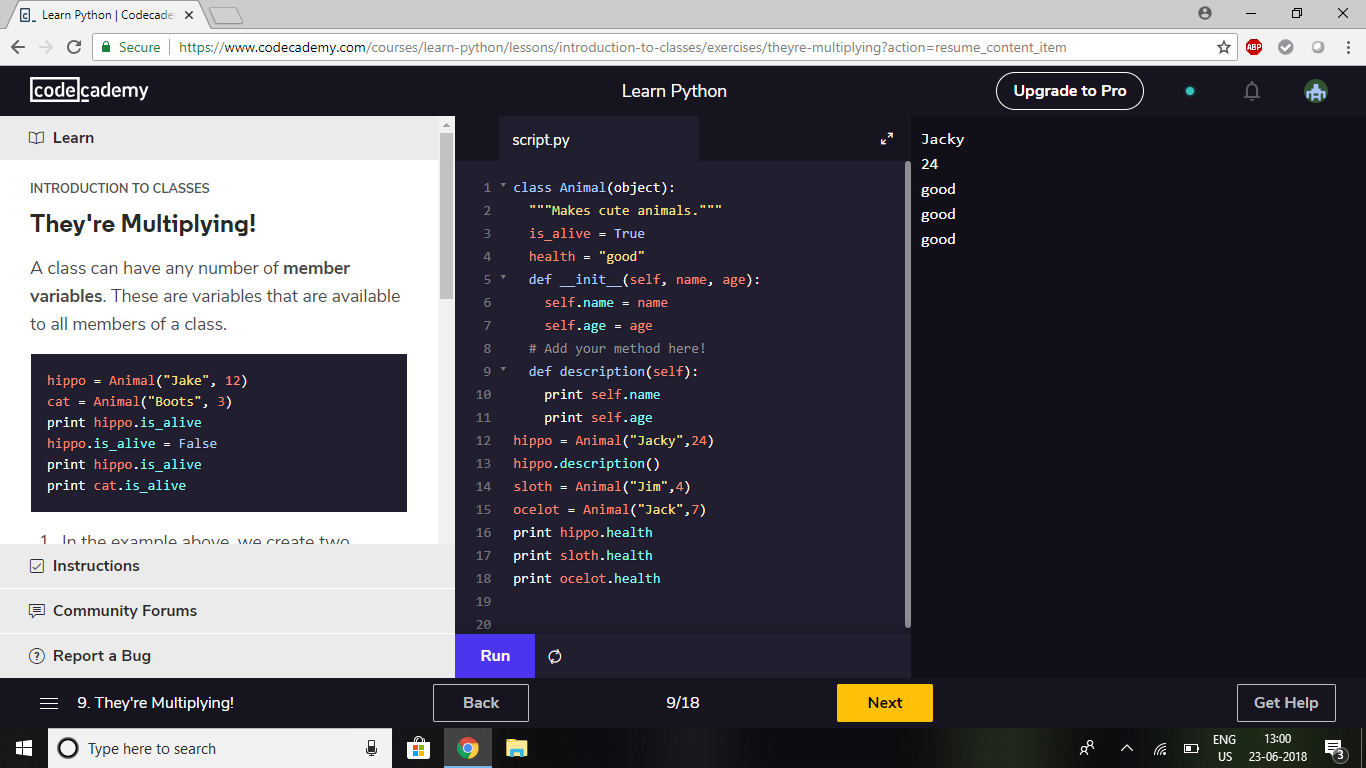 Learn Python | Codecade
Secure
https://www.codecademy.com/courses/learn-python/lessons/introduction-to-classes/exercises/theyre-multiplying?action=resume_content_item
ABP
codecademy
Learn Python
Upgrade to Pro
Learn
INTRODUCTION TO CLASSES
They're Multiplying!
A class can have any number of member
variables. These are variables that are available
to all members of a class.
hippo = Animal("Jake", 12)
cat = Animal("Boots", 3)
print hippo.is_alive
hippo.is_alive = False
print hippo.is_alive
print cat.is_alive
1. In the example above, we create two
Instructions
Community Forums
Report a Bug
script.py
1 class Animal(object):
2   """Makes cute animals."""
3   is_alive = True
4   health = "good"
5   def __init__(self, name, age):
6     self.name = name
7     self.age = age
8   # Add your method here!
9   def description(self):
10     print self.name
11     print self.age
12 hippo = Animal("Jacky",24)
13 hippo.description()
14 sloth = Animal("Jim",4)
15 ocelot = Animal("Jack",7)
16 print hippo.health
17 print sloth.health
18 print ocelot.health
19
20
Run
Jacky
24
good
good
good
9. They're Multiplying!
Back
9/18
Next
Get Help
Type here to search
ENG
US
13:00
23-06-2018
3